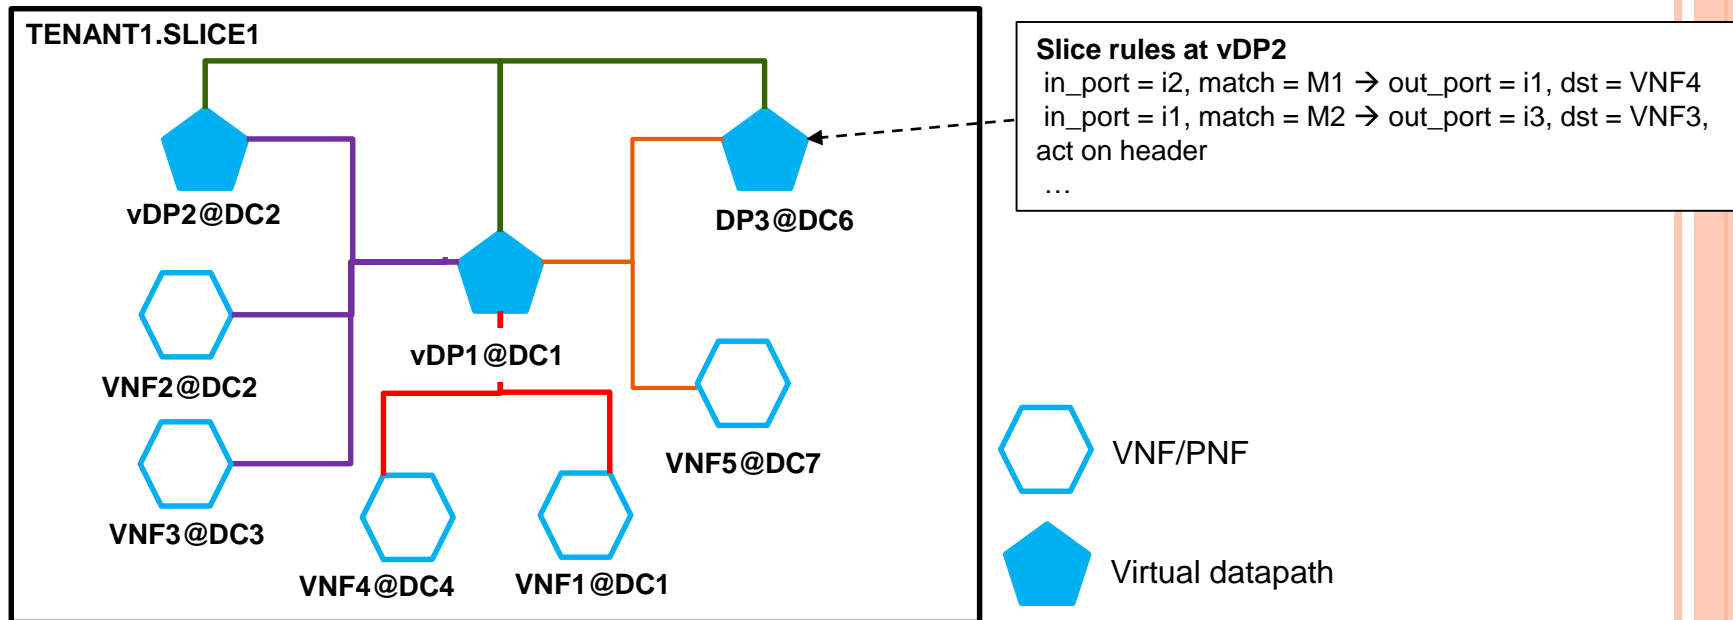 TENANT1.SLICE1
Slice rules at vDP2
in_port = i2, match = M1 → out_port = i1, dst = VNF4
in_port = i1, match = M2 → out_port = i3, dst = VNF3,
act on header
…
vDP2@DC2
DP3@DC6
vDP1@DC1
VNF2@DC2
VNF5@DC7
VNF3@DC3
VNF4@DC4
VNF1@DC1
VNF/PNF
Virtual datapath